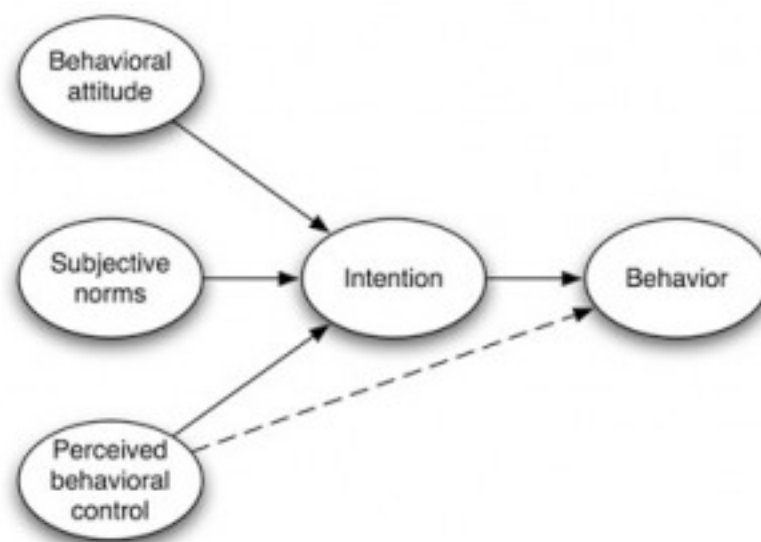 Behavioral
attitude
Subjective
norms
Intention
Behavior
Perceived
behavioral
control